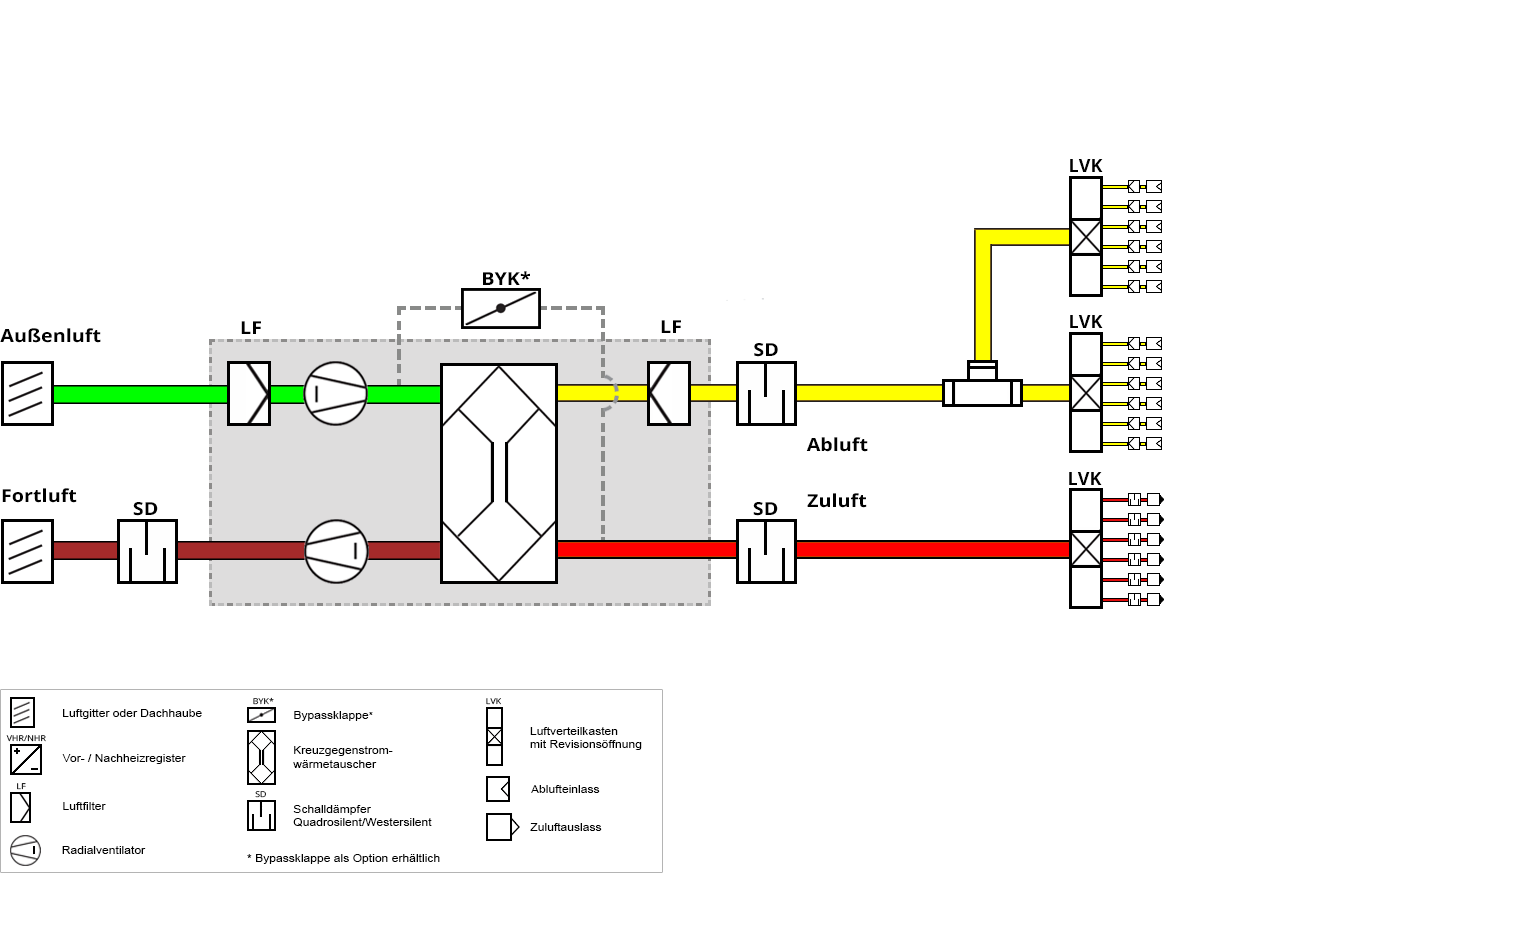 LVK
BYK*
LVK
Außenluft
LF
LF
SD
Abluft
LVK
Fortluft
SD
SD
Zuluft
BYK*
LVK
Luftgitter oder Dachhaube
Bypassklappe*
VHR/NHR
Luftverteilkasten
mit Revisionsöffnung
Vor- / Nachheizregister
Kreuzgegenstrom-
wärmetauscher
LF
SD
Luftfilter
Ablufteinlass
Schalldämpfer
Quadrosilent/Westersilent
Zuluftauslass
Radialventilator
* Bypassklappe als Option erhältlich